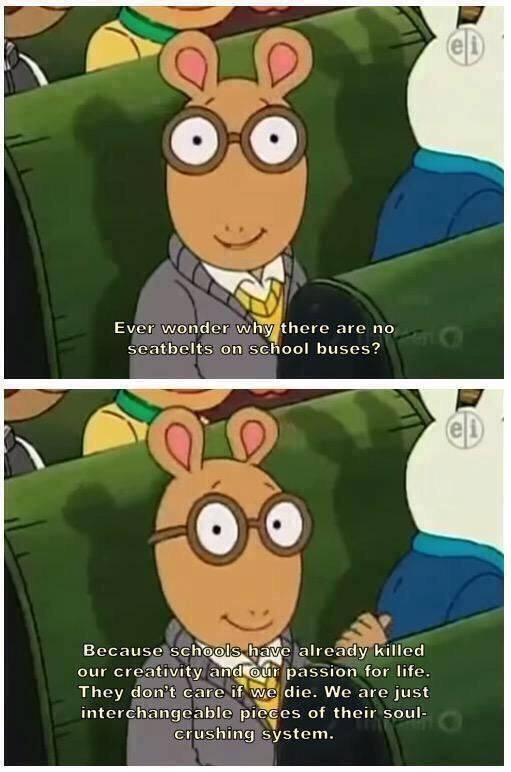 ei
Ever wonder why there are no
seatbelts on school buses?
ei
Because schools have already killed
our creativity and our passion for life.
They don't care if we die. We are just
interchangeable pieces of their soul-
crushing system.